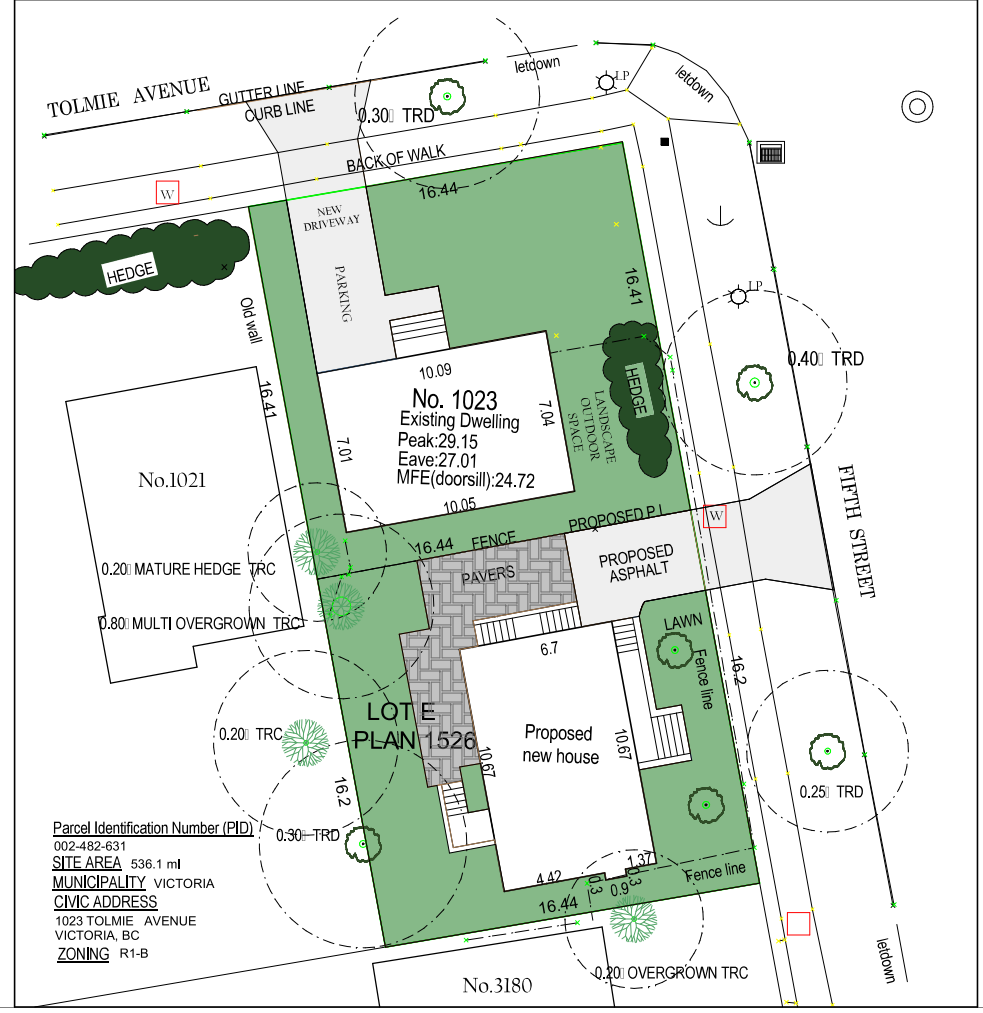 TOLMIE AVENUE
GUTTER LINE
CURB LINE
letdown
LP
letdown
0.30 TRD
BACK OF WALK
W
16.44
NEW
DRIVEWAY
HEDGE
PARKING
16.41
LP
Old wall
0.40 TRD
10.09
HEDGE
16.41
No. 1023
Existing Dwelling
Peak:29.15
Eave:27.01
MFE(doorsill):24.72
7.04
LANDSCAPE
OUTDOOR
SPACE
7.01
No.1021
10.05
FIFTH STREET
W
PROPOSED P.L
16.44 FENCE
PROPOSED
ASPHALT
PAVERS
0.20 MATURE HEDGE TRC
0.80 MULTI OVERGROWN TRC
LAWN
6.7
Fence line
16.2
LOT E
PLAN 1526
0.20 TRC
Proposed
new house
10.67
10.67
16.2
0.25 TRD
0.30 TRD
Parcel Identification Number (PID)
002-482-631
SITE AREA 536.1 ml
MUNICIPALITY VICTORIA
CIVIC ADDRESS
1023 TOLMIE AVENUE
VICTORIA, BC
ZONING R1-B
1.37
4.42
0.3
0.9
0.3
Fence line
16.44
letdown
0.20 OVERGROWN TRC
No.3180